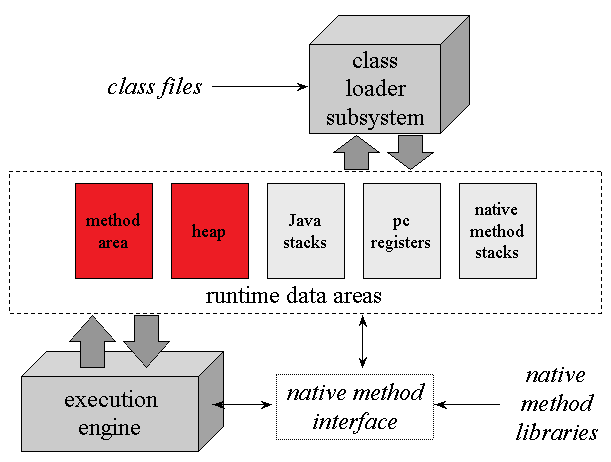 class files
class
loader
subsystem
method
area
heap
Java
stacks
pc
registers
native
method
stacks
runtime data areas
execution
engine
native method
interface
native
method
libraries